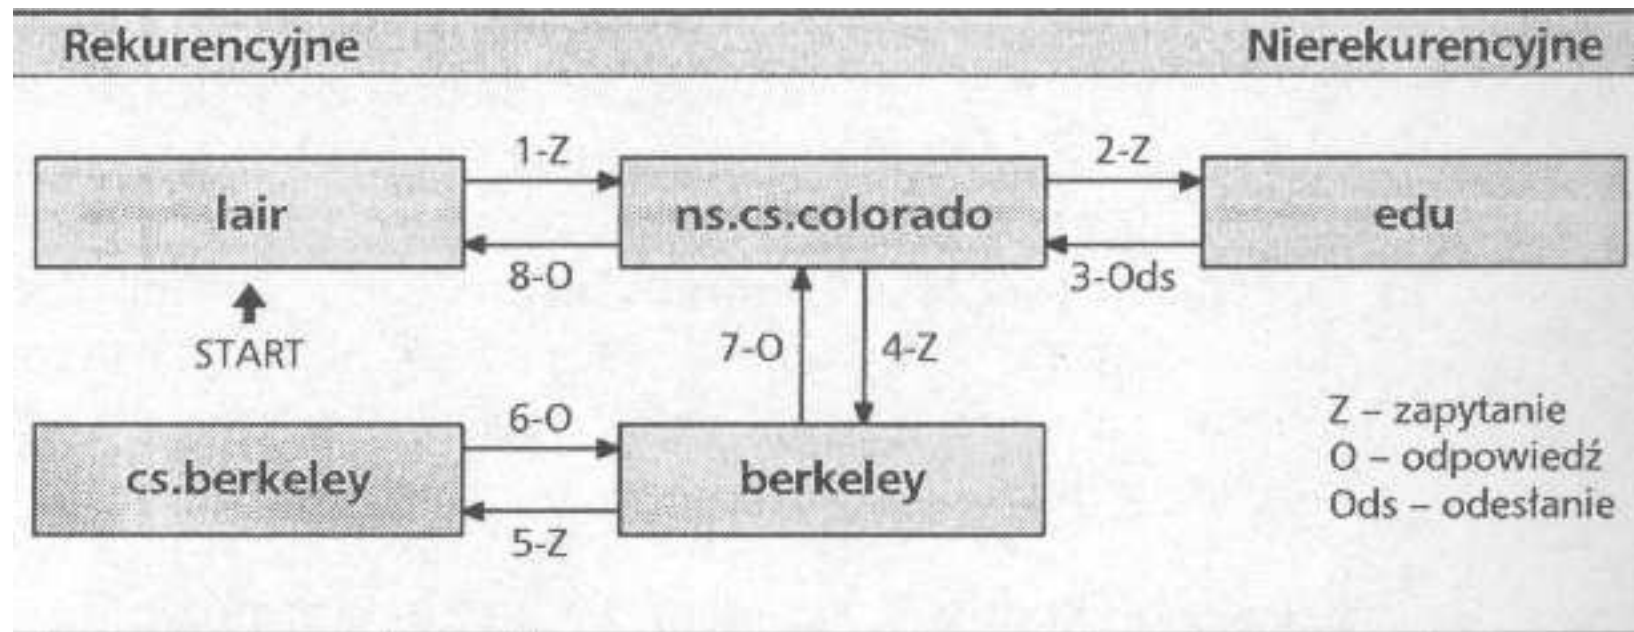 Rekurencyjne
Nierekurencyjne
1-Z
2-Z
lair
ns.cs.colorado
edu
8-O
3-Ods
START
7-O
4-Z
6-O
cs.berkeley
berkeley
5-Z
Z – zapytanie
O – odpowiedź
Ods – odesłanie